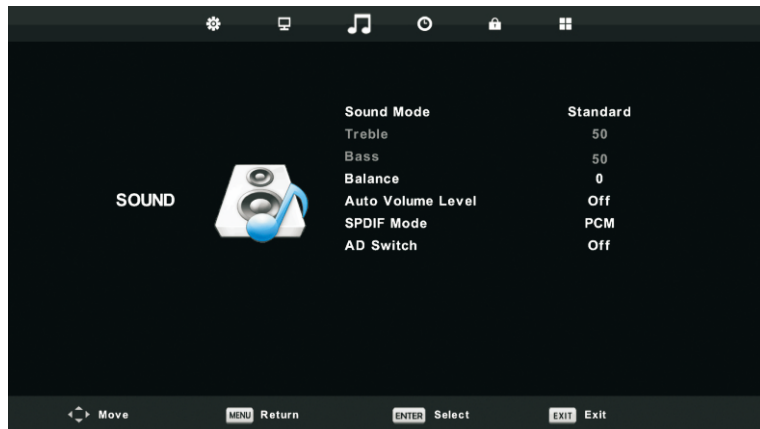 Sound Mode Standard
Treble 50
Bass 50
Balance 0
SOUND
Auto Volume Level Off
SPDIF Mode PCM
AD Switch Off
Move MENU Return ENTER Select EXIT Exit